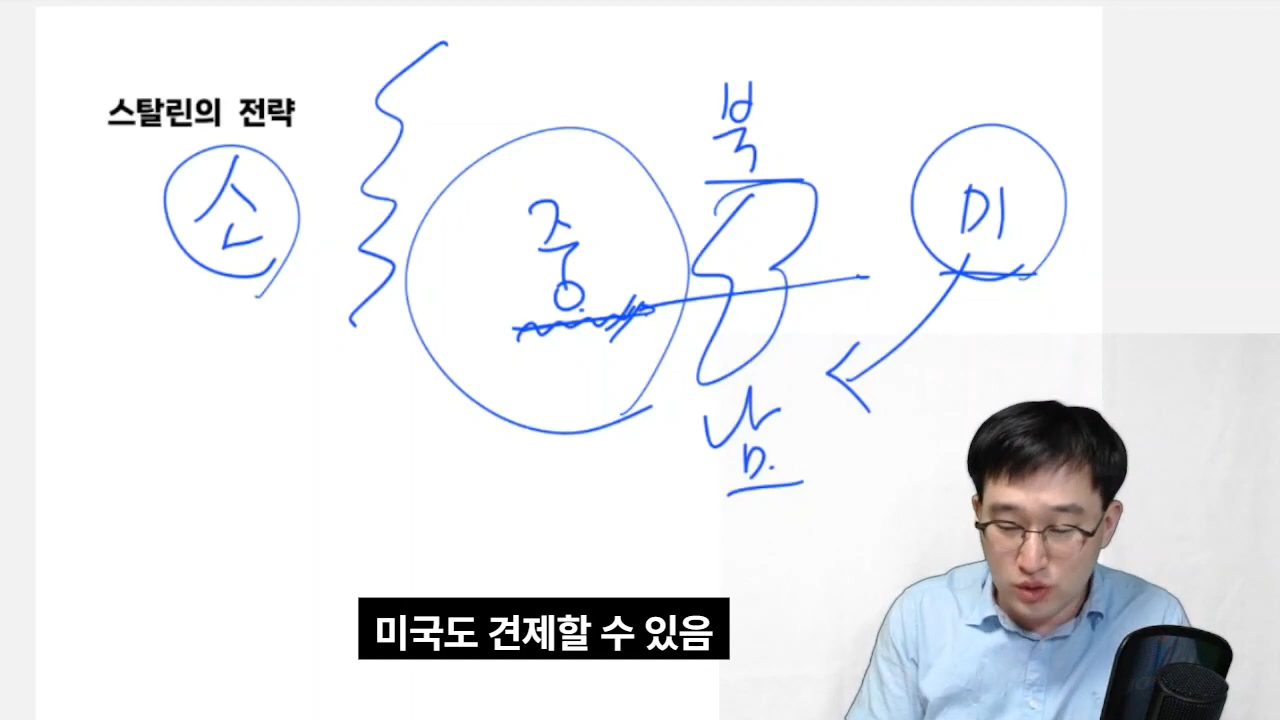 스탈린의 전략
소
중
북
미
남
미국도 견제할 수 있음